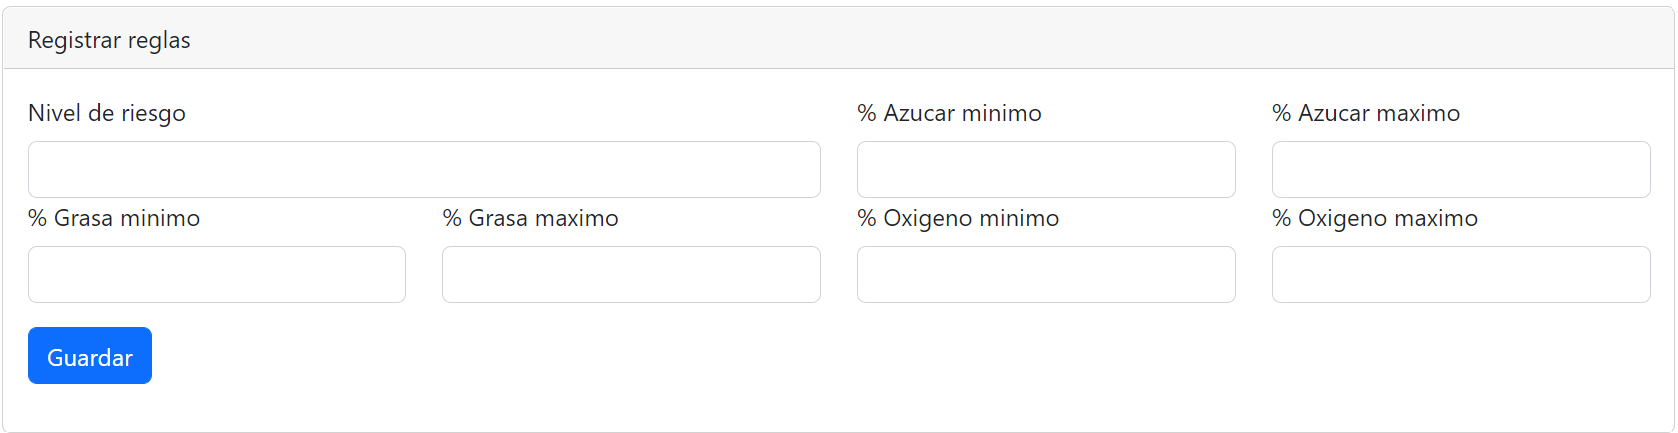 Registrar reglas
Nivel de riesgo
% Azucar minimo
% Azucar maximo
% Grasa minimo
% Grasa maximo
% Oxigeno minimo
% Oxigeno maximo
Guardar